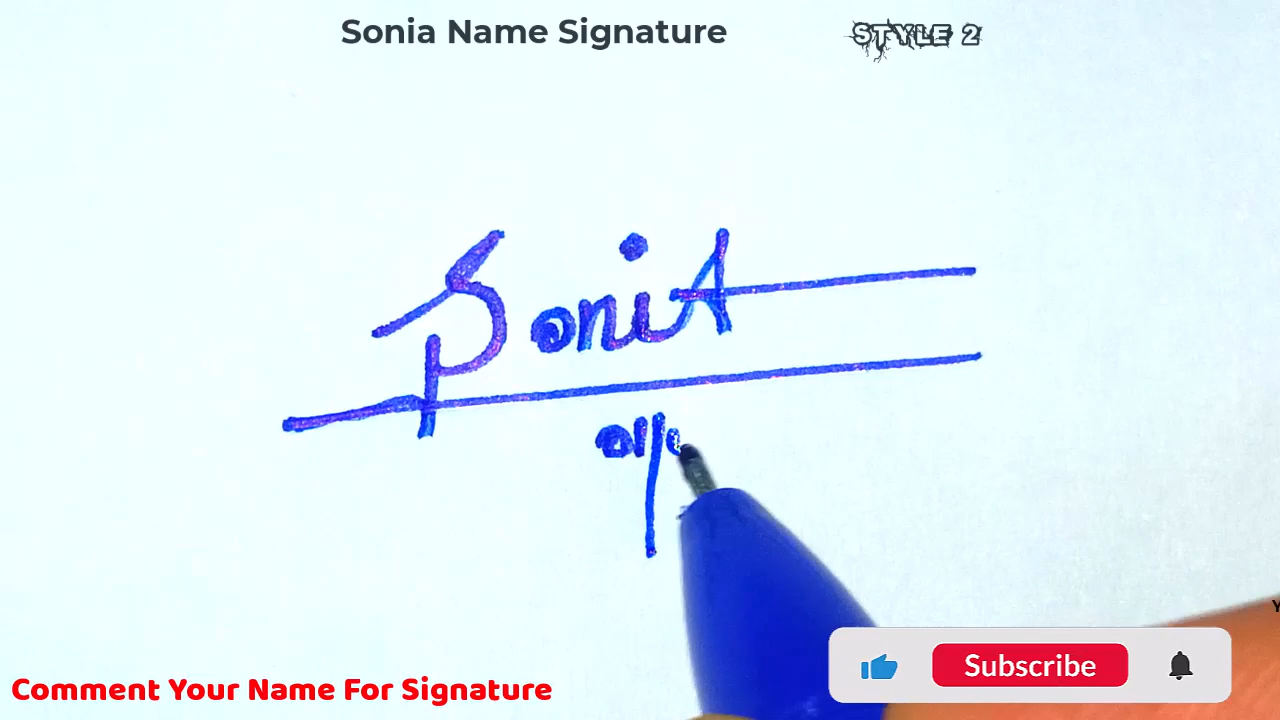 Sonia Name Signature
STYLE 2
Sonia
Comment Your Name For Signature
Subscribe